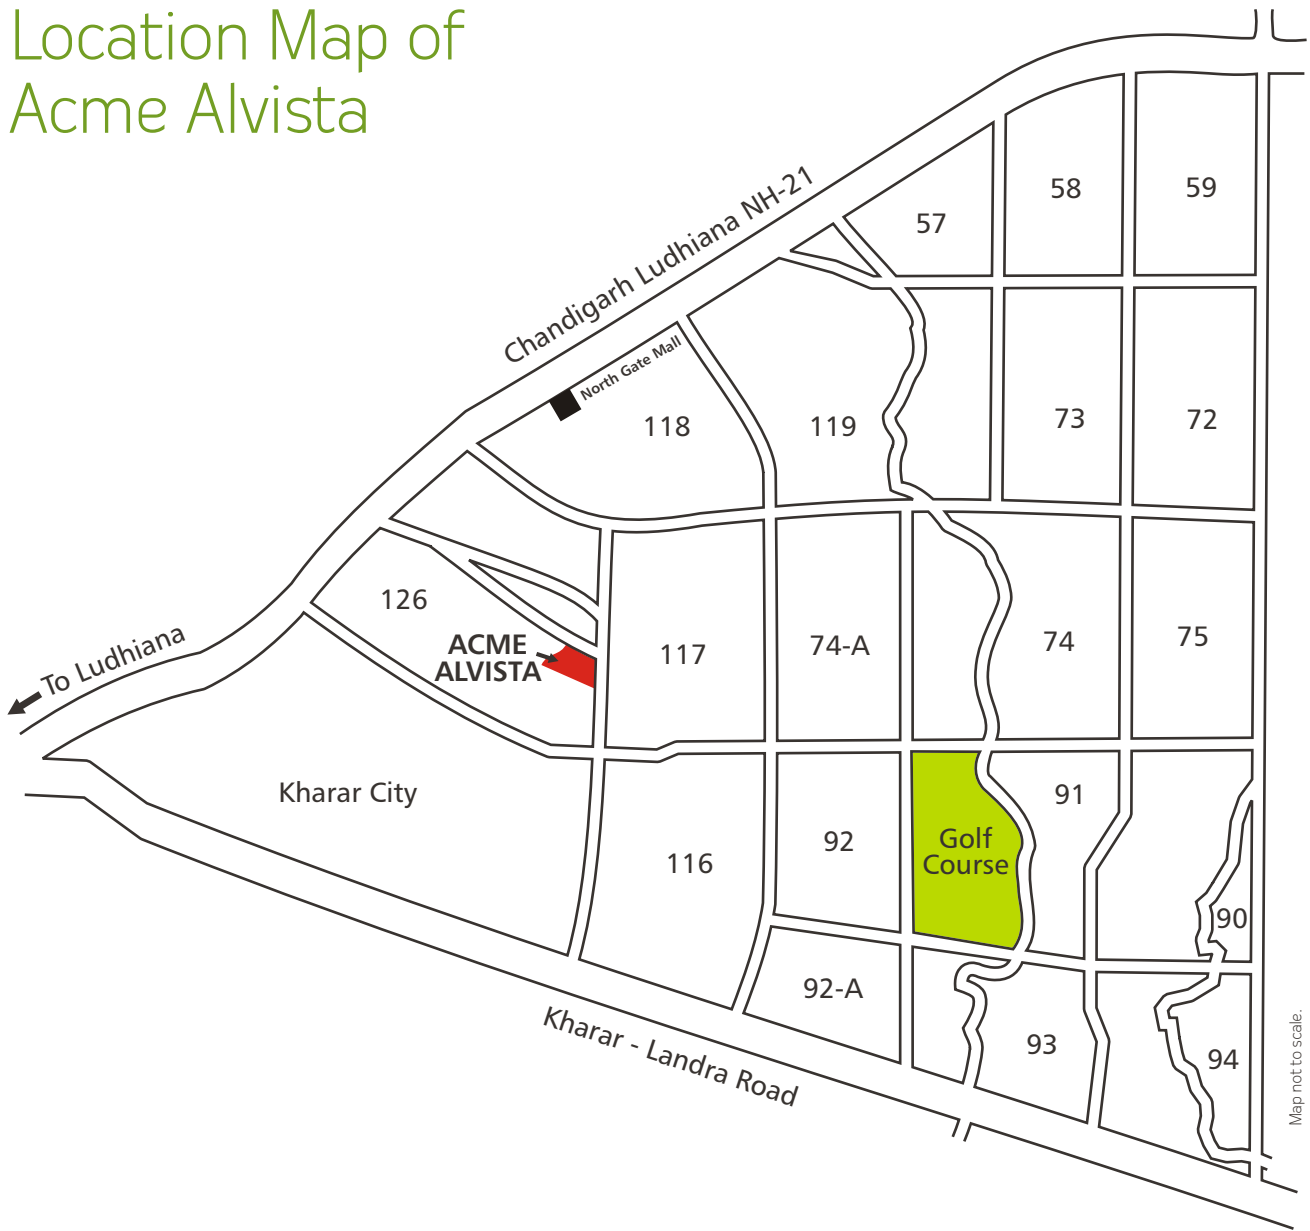 Location Map of
Acme Alvista
Chandigarh Ludhiana NH-21
57
58
59
North Gate Mall
118
119
73
72
126
To Ludhiana
ACME
ALVISTA
117
74-A
74
75
Kharar City
116
92
Golf
Course
91
90
92-A
93
94
Kharar - Landra Road
Map not to scale.